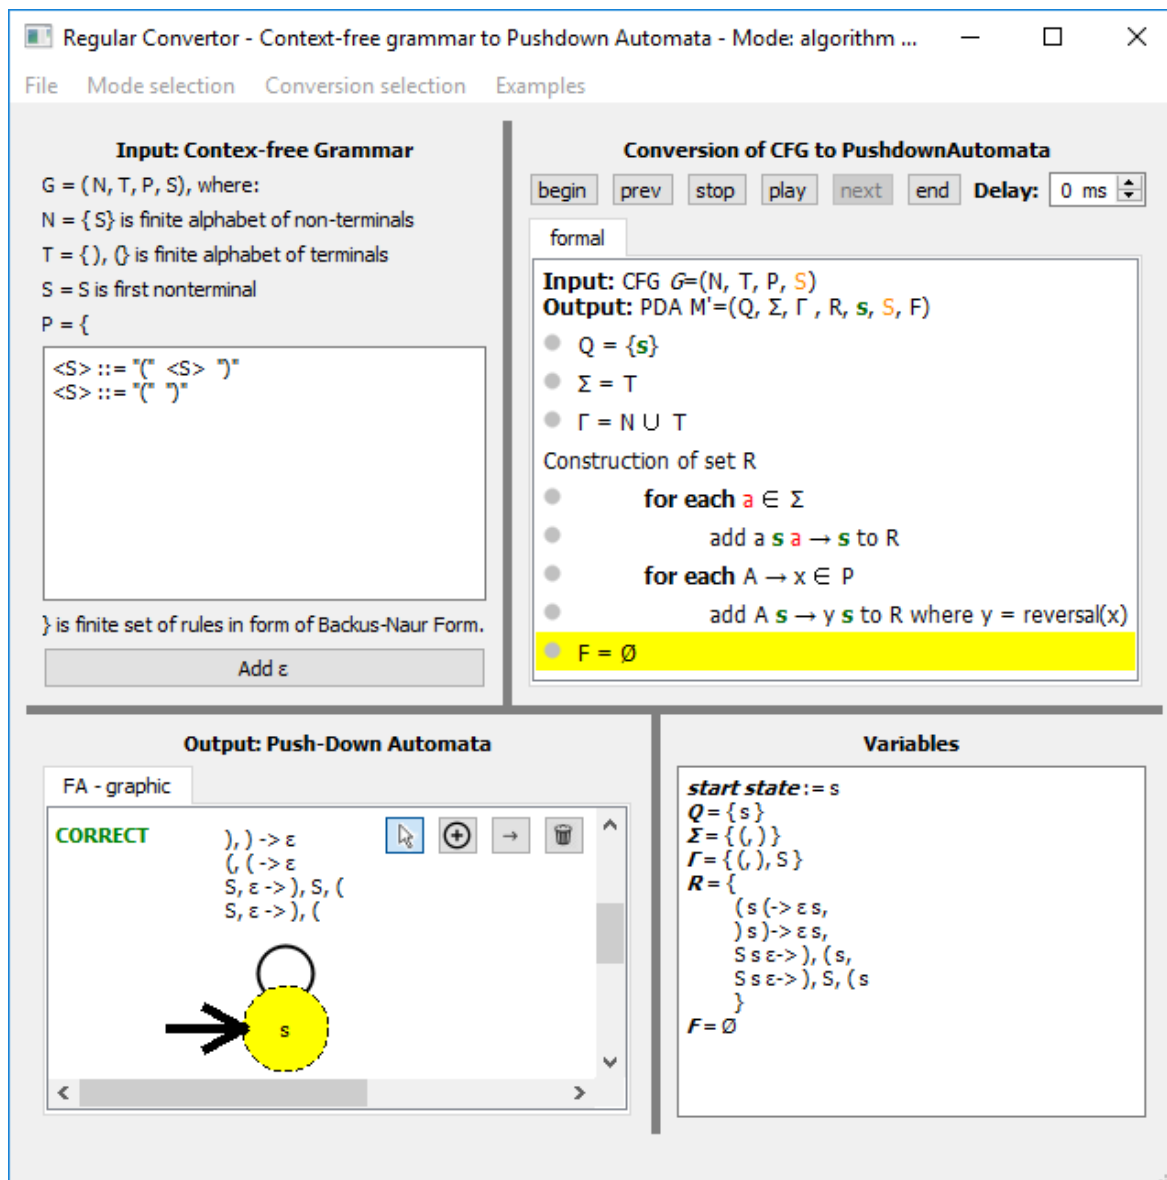 Regular Convertor - Context-free grammar to Pushdown Automata - Mode: algorithm ...
File Mode selection Conversion selection Examples
Input: Contex-free Grammar
G = ( N, T, P, S), where:
N = { S} is finite alphabet of non-terminals
T = { ), (} is finite alphabet of terminals
S = S is first nonterminal
P = {
<S> ::= "(" <S> ")"
<S> ::= "(" ")"
} is finite set of rules in form of Backus-Naur Form.
Add ε
Conversion of CFG to PushdownAutomata
begin prev stop play next end Delay: 0 ms
formal
Input: CFG G=(N, T, P, S)
Output: PDA M'=(Q, Σ, Γ , R, s, S, F)
Q = {s}
Σ = T
Γ = N ∪ T
Construction of set R
for each a ∈ Σ
add a s a → s to R
for each A → x ∈ P
add A s → y s to R where y = reversal(x)
F = Ø
Output: Push-Down Automata
FA - graphic
CORRECT
), ) -> ε
(, ( -> ε
S, ε -> ), S, (
S, ε -> ), (
s
Variables
start state := s
Q = { s }
Σ = { (, ) }
Γ = { (, ), S }
R = {
( s (-> ε s,
) s )-> ε s,
S s ε-> ), ( s,
S s ε-> ), S, ( s
}
F = Ø